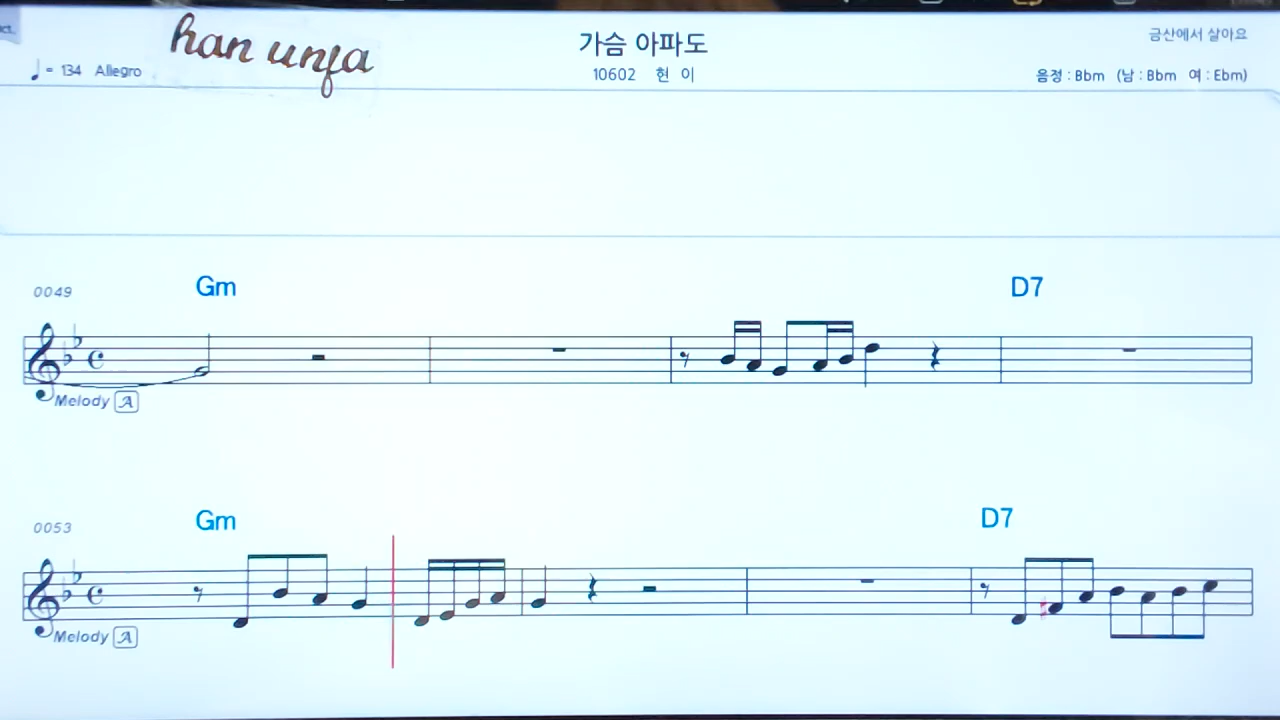 han unja
가슴 아파도
금산에서 살아요
♩= 134 Allegro
10602 현 이
음정 : Bbm (남 : Bbm 여 : Ebm)
0049 Gm D7
Melody A
0053 Gm D7
Melody A